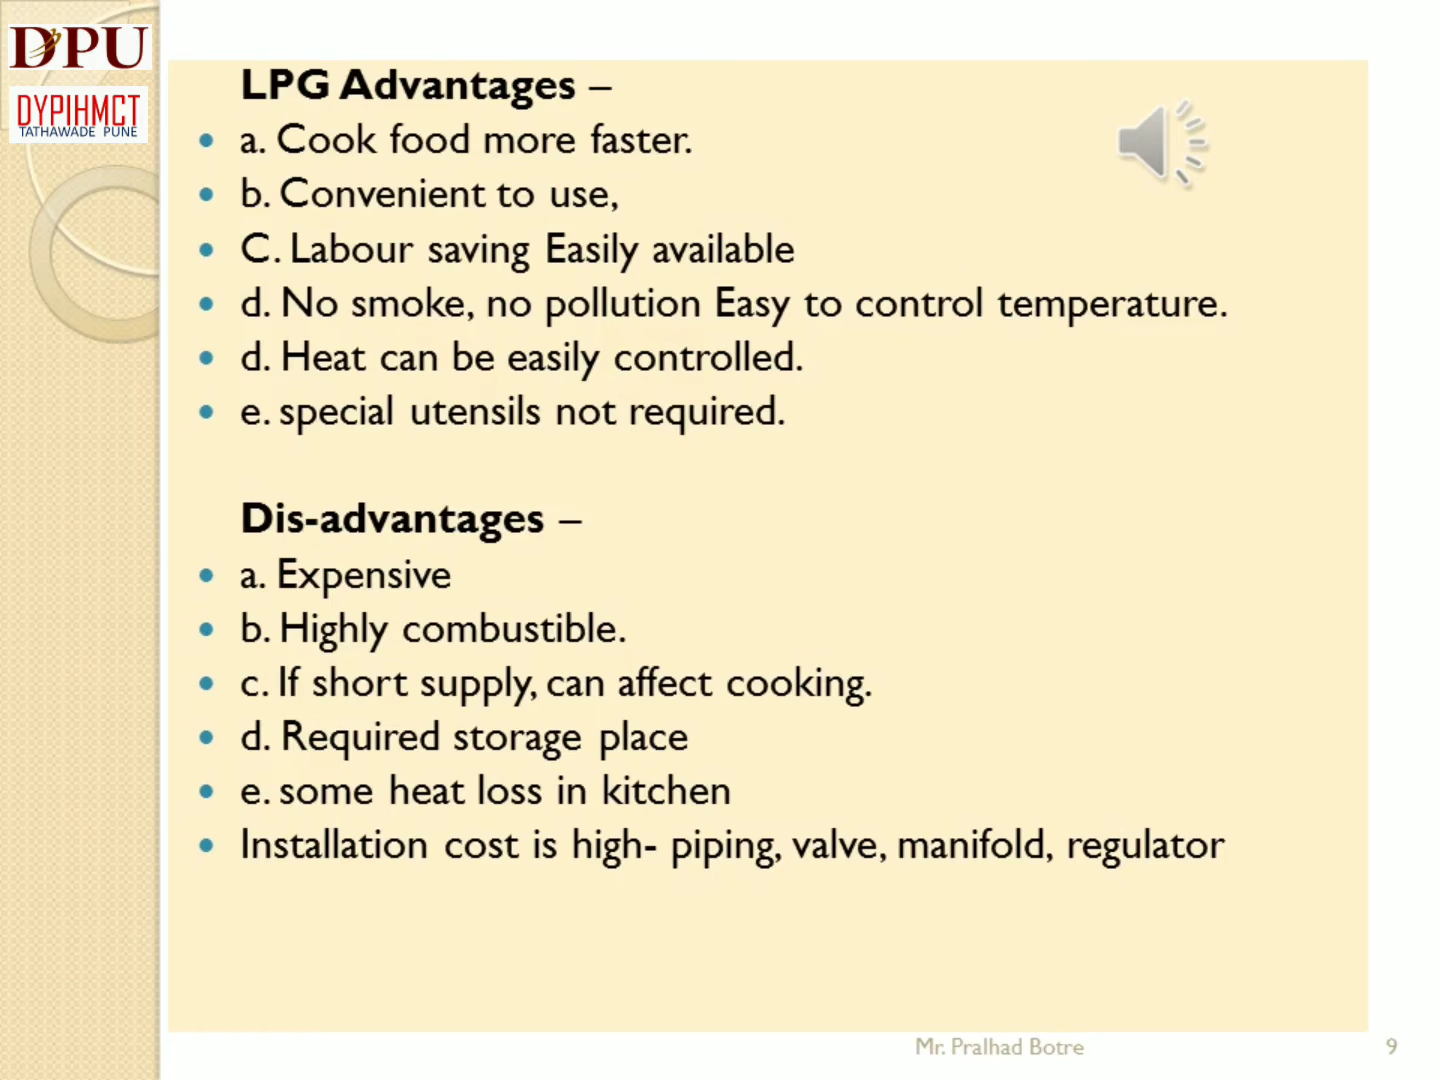 DPU
DYPIHMCT
TATHAWADE PUNE
LPG Advantages –
• a. Cook food more faster.
• b. Convenient to use,
• C. Labour saving Easily available
• d. No smoke, no pollution Easy to control temperature.
• d. Heat can be easily controlled.
• e. special utensils not required.
Dis-advantages –
• a. Expensive
• b. Highly combustible.
• c. If short supply, can affect cooking.
• d. Required storage place
• e. some heat loss in kitchen
• Installation cost is high- piping, valve, manifold, regulator
Mr. Pralhad Botre
9